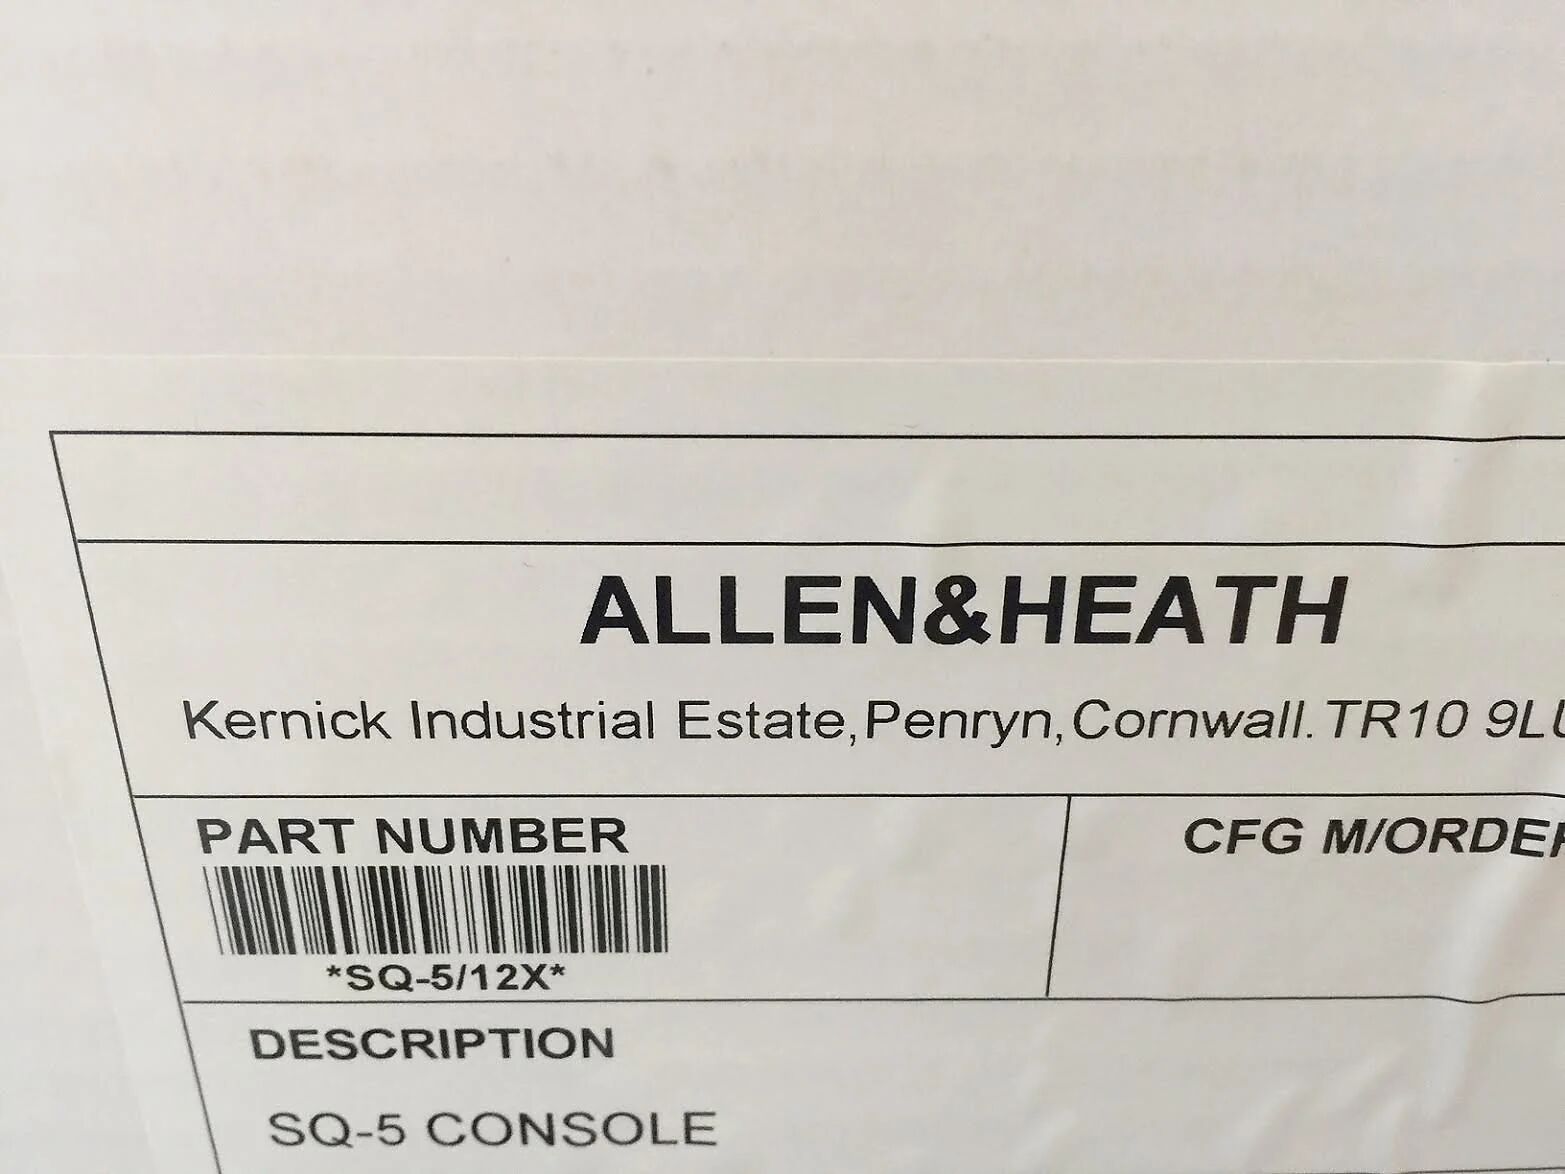 ALLEN&HEATH
Kernick Industrial Estate, Penryn, Cornwall. TR10 9LU
PART NUMBER
CFG M/ORDER
*SQ-5/12X*
DESCRIPTION
SQ-5 CONSOLE